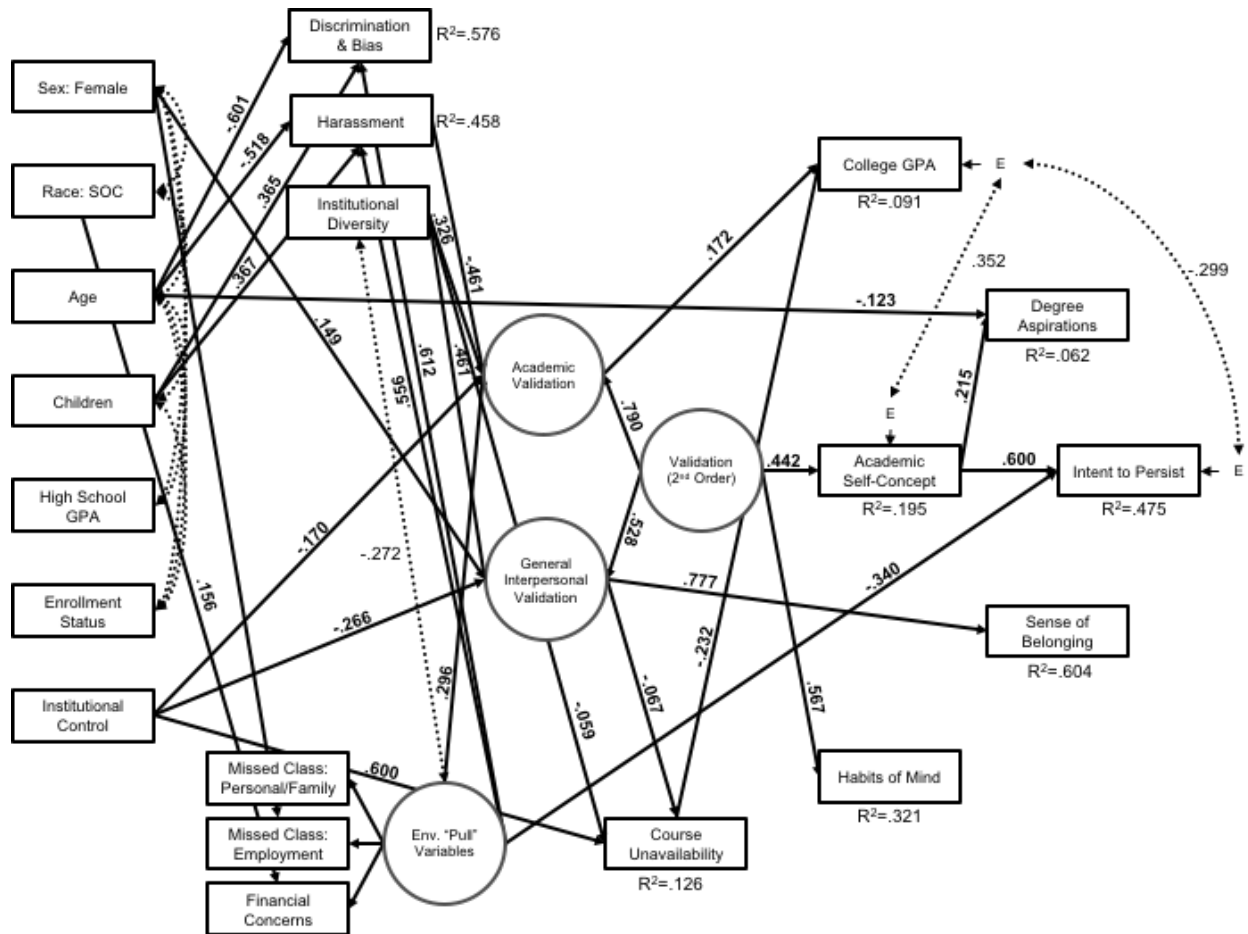 Discrimination
& Bias
R²=.576
Sex: Female
Harassment
R²=.458
-.601
-.518
Race: SOC
Institutional
Diversity
.365
.367
.326
-.461
College GPA
E
R²=.091
.172
.352
-.299
Age
-.123
Degree
Aspirations
R²=.062
.149
.612
.461
.556
Academic
Validation
.215
Children
.790
E
Validation
(2nd Order)
.442
Academic
Self-Concept
R²=.195
.600
Intent to Persist
E
R²=.475
High School
GPA
-.170
-.272
.528
General
Interpersonal
Validation
.777
-.340
Enrollment
Status
.156
-.266
Sense of
Belonging
R²=.604
-.232
.296
-.067
-.059
.567
Institutional
Control
.600
Missed Class:
Personal/Family
Habits of Mind
R²=.321
Missed Class:
Employment
Env. “Pull”
Variables
Course
Unavailability
R²=.126
Financial
Concerns